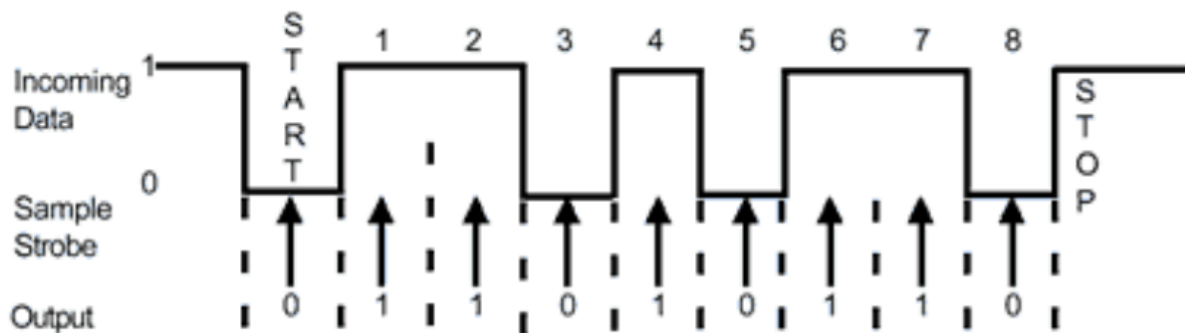 START 1 2 3 4 5 6 7 8
1
Incoming
Data
STOP
0
Sample
Strobe
Output 0 1 1 0 1 0 1 1 0